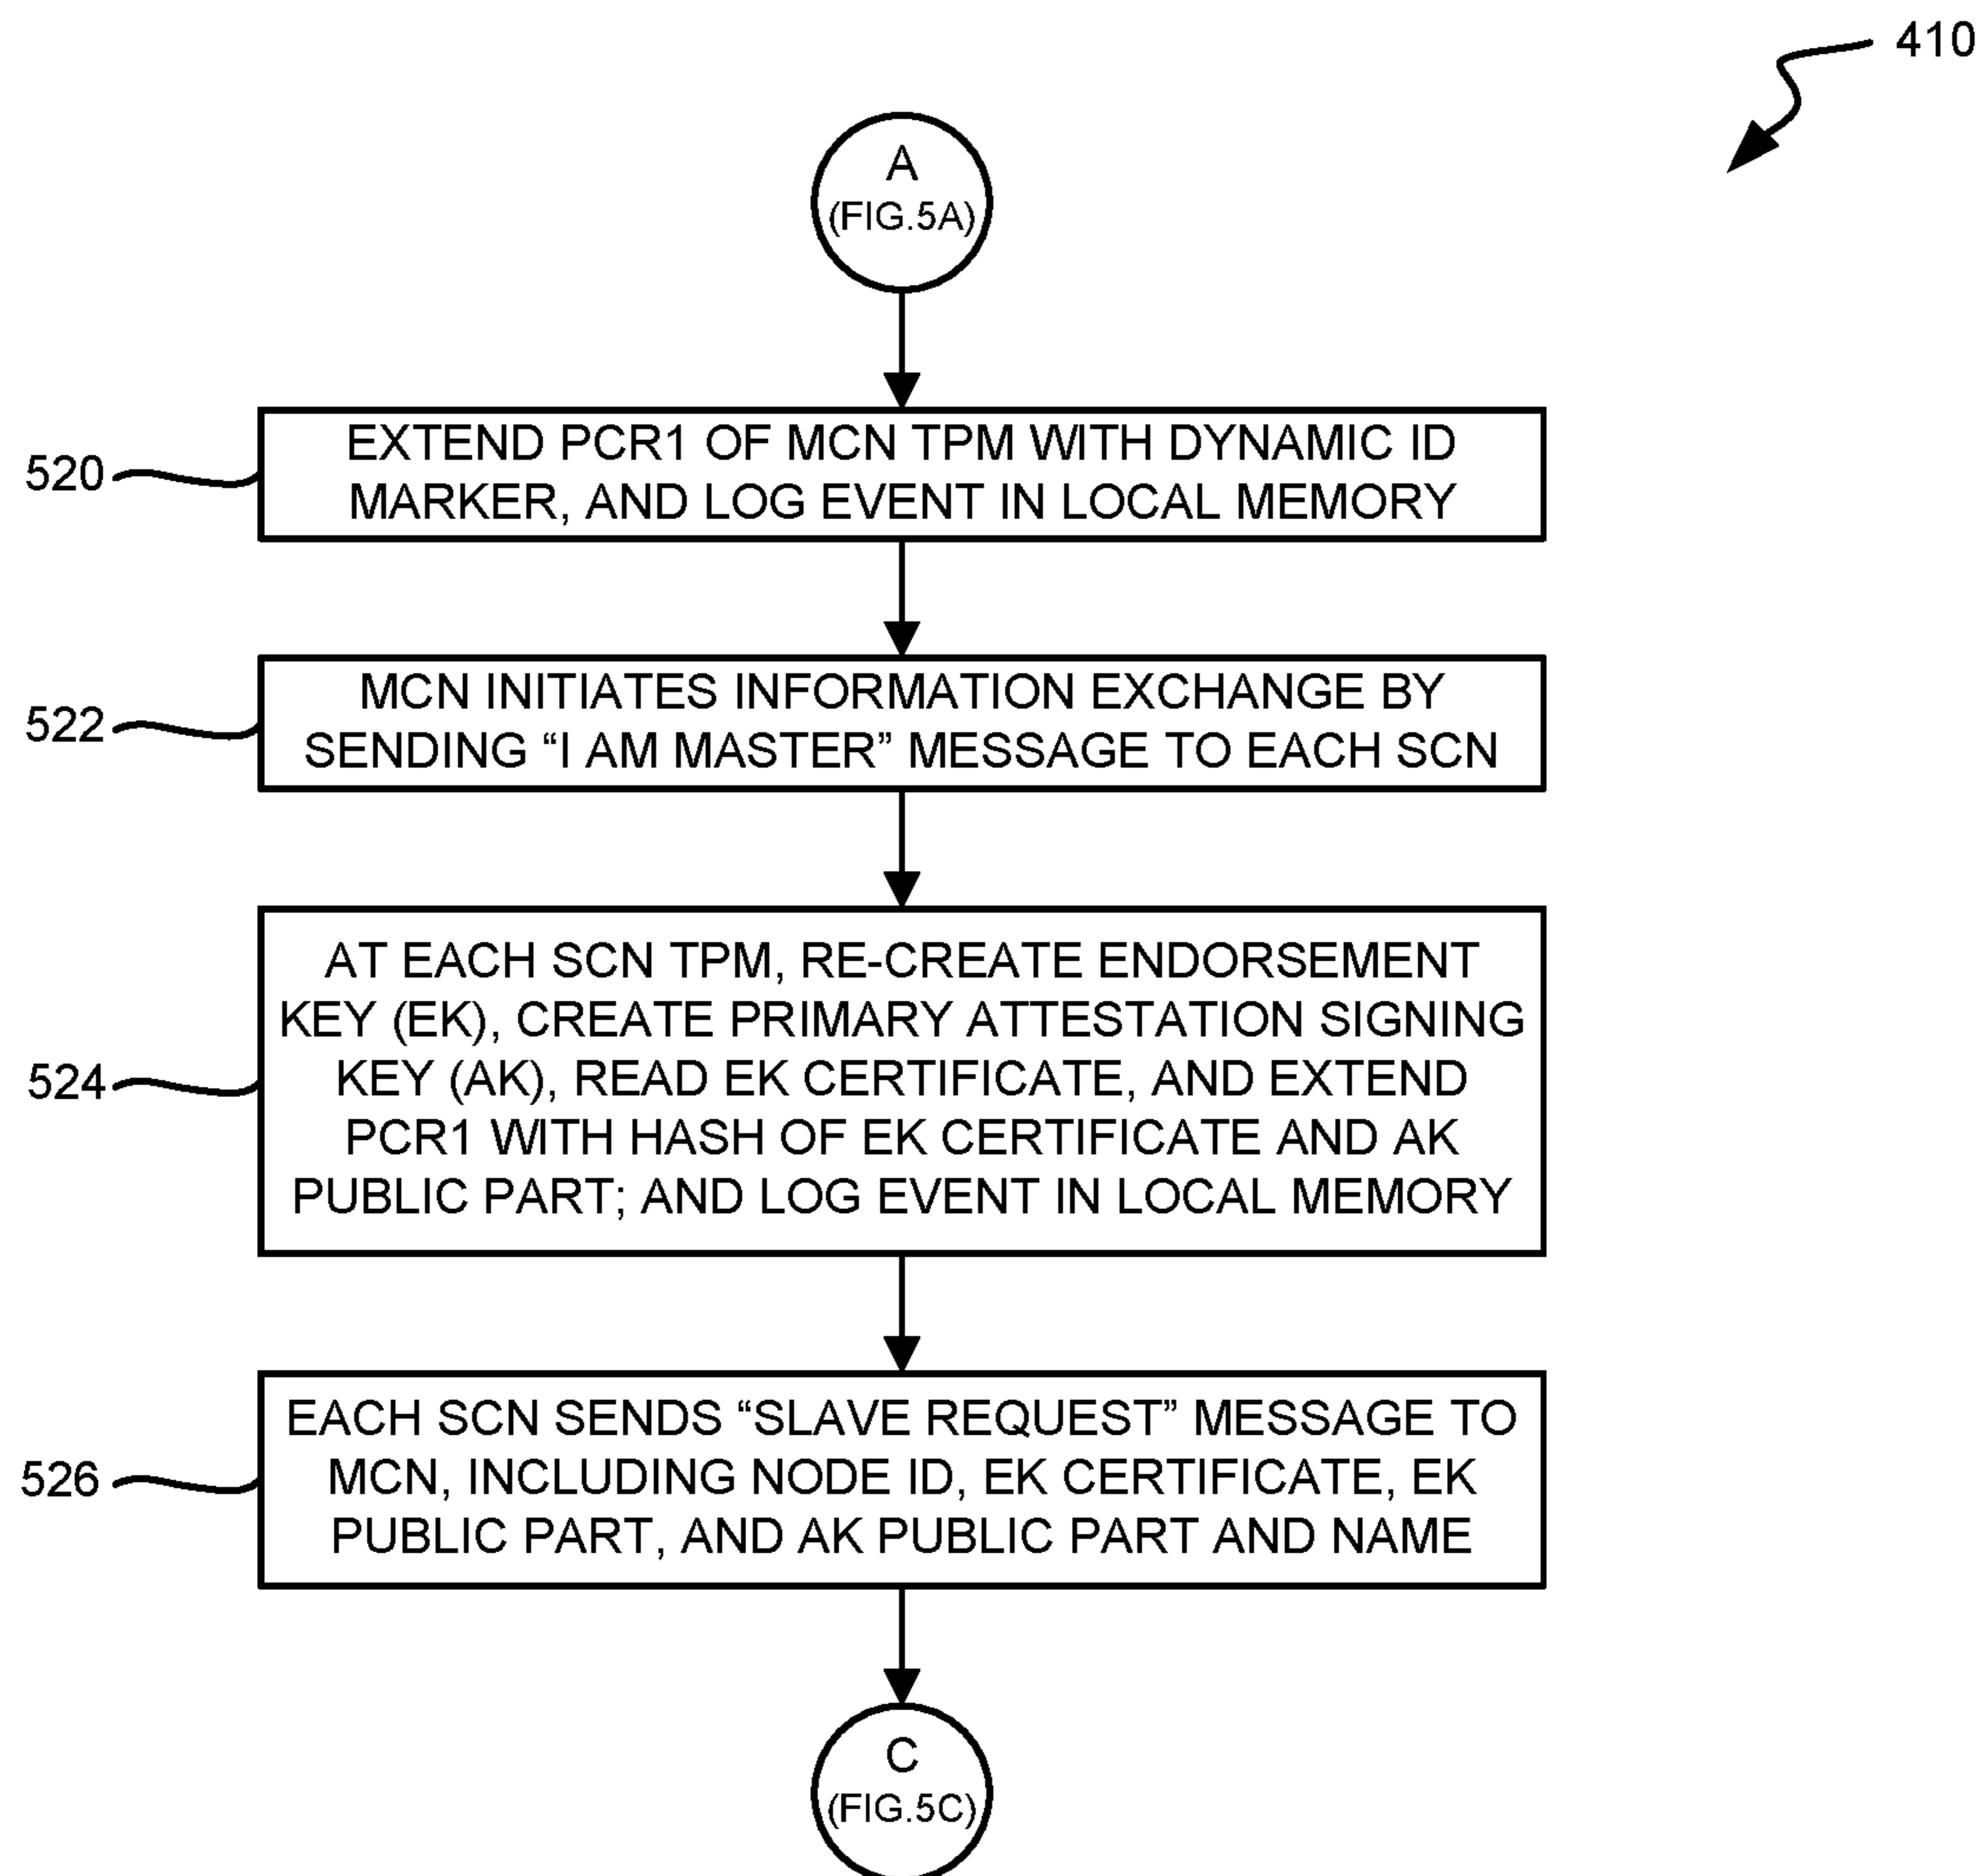 410
A
(FIG.5A)
520
EXTEND PCR1 OF MCN TPM WITH DYNAMIC ID
MARKER, AND LOG EVENT IN LOCAL MEMORY
522
MCN INITIATES INFORMATION EXCHANGE BY
SENDING “I AM MASTER” MESSAGE TO EACH SCN
524
AT EACH SCN TPM, RE-CREATE ENDORSEMENT
KEY (EK), CREATE PRIMARY ATTESTATION SIGNING
KEY (AK), READ EK CERTIFICATE, AND EXTEND
PCR1 WITH HASH OF EK CERTIFICATE AND AK
PUBLIC PART; AND LOG EVENT IN LOCAL MEMORY
526
EACH SCN SENDS “SLAVE REQUEST” MESSAGE TO
MCN, INCLUDING NODE ID, EK CERTIFICATE, EK
PUBLIC PART, AND AK PUBLIC PART AND NAME
C
(FIG.5C)